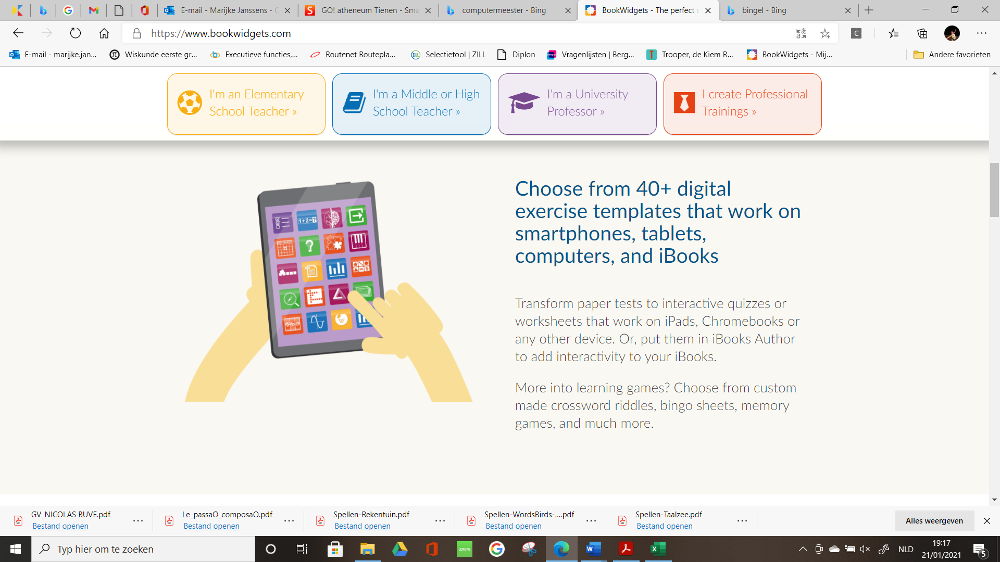 E-mail - Marijke Janssens - O
GO! atheneum Tienen - Sma
computermeester - Bing
BookWidgets - The perfect c
bingel - Bing
https://www.bookwidgets.com
E-mail - marijke.jan...
Wiskunde eerste gr...
Executieve functies,...
Routenet Routepla...
Selectietool | ZILL
Diplon
Vragenlijsten | Berg...
Trooper, de Kiem R...
BookWidgets - Mij...
Andere favorieten
I'm an Elementary
School Teacher »
I'm a Middle or High
School Teacher »
I'm a University
Professor »
I create Professional
Trainings »
1+2=?
Choose from 40+ digital
exercise templates that work on
smartphones, tablets,
computers, and iBooks
Transform paper tests to interactive quizzes or
worksheets that work on iPads, Chromebooks or
any other device. Or, put them in iBooks Author
to add interactivity to your iBooks.
More into learning games? Choose from custom
made crossword riddles, bingo sheets, memory
games, and much more.
GV_NICOLAS BUVE.pdf
Bestand openen
Le_passaO_composaO.pdf
Bestand openen
Spellen-Rekentuin.pdf
Bestand openen
Spellen-WordsBirds-....pdf
Bestand openen
Spellen-Taalzee.pdf
Bestand openen
Alles weergeven
Typ hier om te zoeken
LOXONE
NLD
19:17
21/01/2021
5